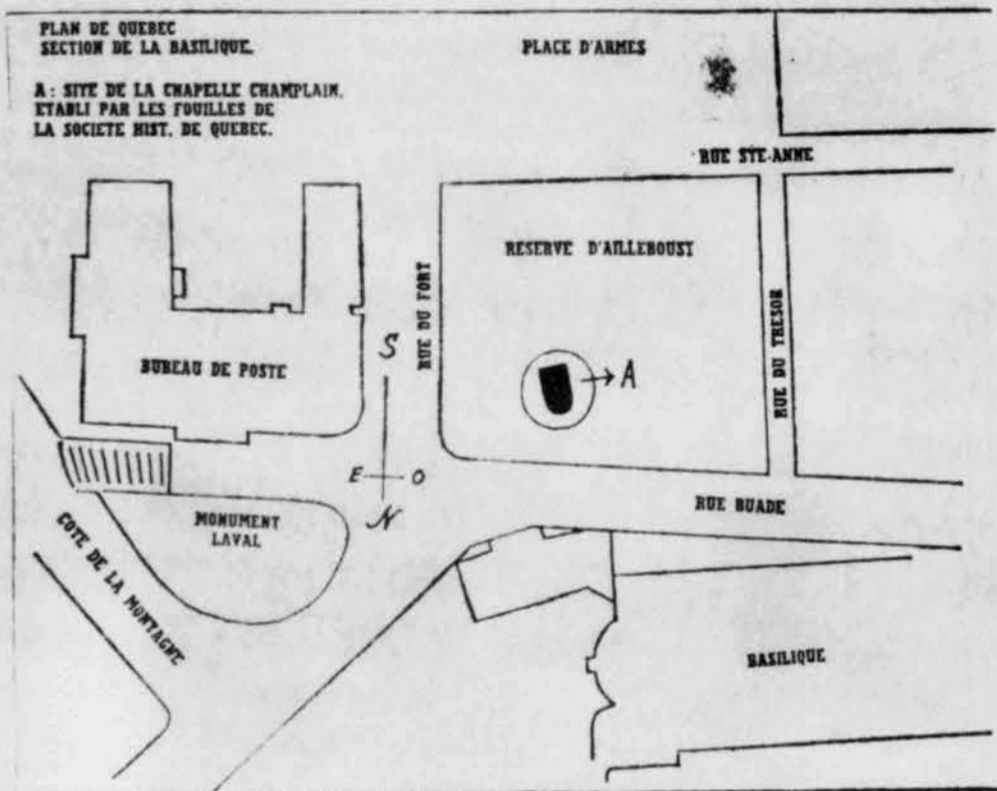 PLAN DE QUEBEC
SECTION DE LA BASILIQUE.
A: SITE DE LA CHAPELLE CHAMPLAIN,
ETABLI PAR LES FOUILLES DE
LA SOCIETE HIST. DE QUEBEC.
PLACE D'ARMES
RUE STE-ANNE
RESERVE D'AILLEBOUST
RUE DU FORT
RUE DU TRESOR
BUREAU DE POSTE
S
A
E
O
N
RUE BUADE
MONUMENT
LAVAL
COTE DE LA MONTAGNE
BASILIQUE